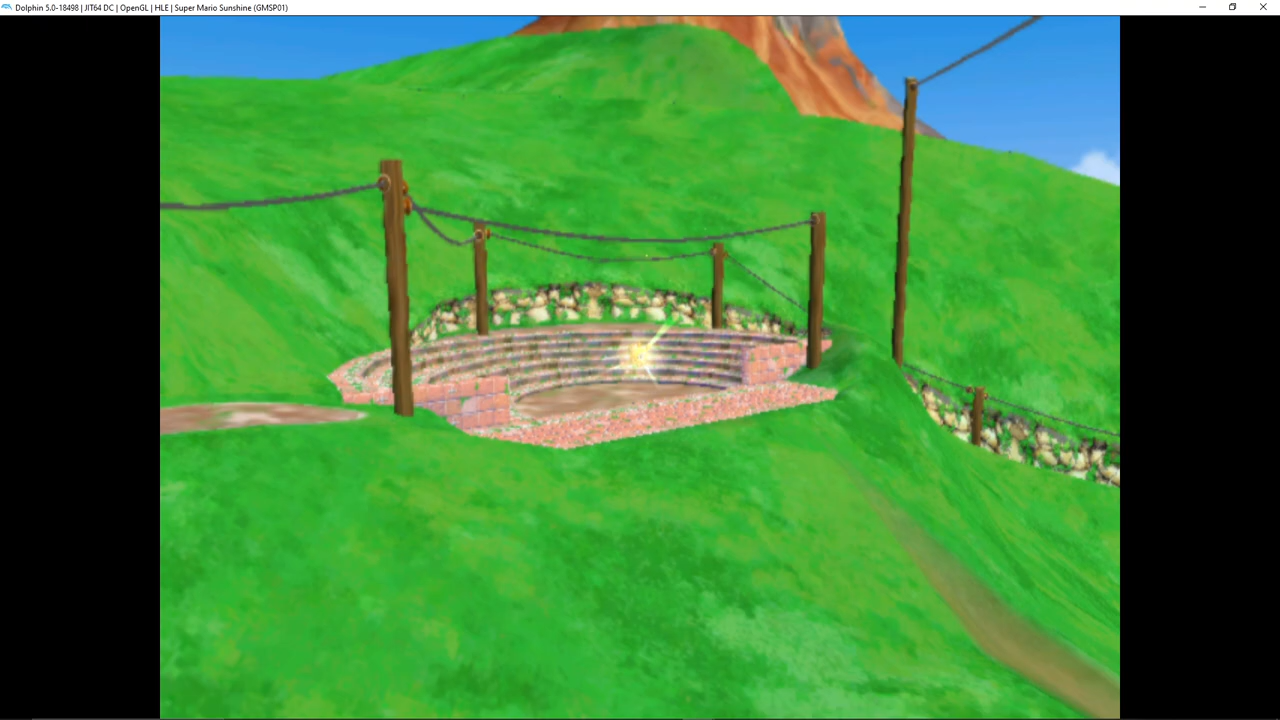 Dolphin 5.0-18498 | JIT64 DC | OpenGL | HLE | Super Mario Sunshine (GMSP01)